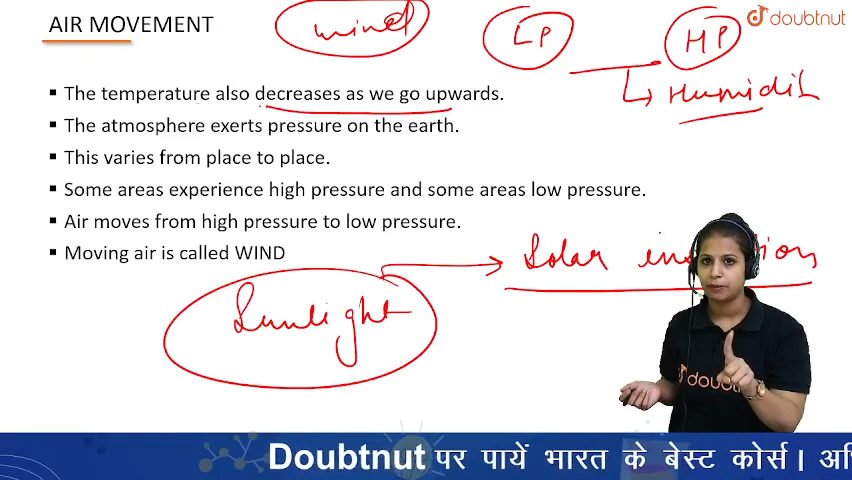 AIR MOVEMENT
wind
LP
HP
doubtnut
The temperature also decreases as we go upwards.
Humidit
The atmosphere exerts pressure on the earth.
This varies from place to place.
Some areas experience high pressure and some areas low pressure.
Air moves from high pressure to low pressure.
Moving air is called WIND
Solar
Sunlight
doubtnut
Doubtnut पर पायें भारत के बेस्ट कोर्स।